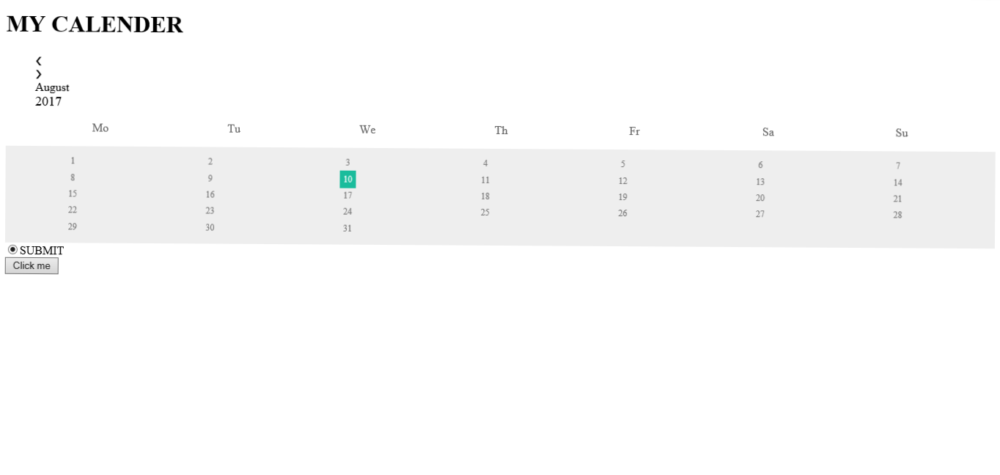 MY CALENDER
❮
❯
August
2017
Mo Tu We Th Fr Sa Su
1 2 3 4 5 6 7
8 9 10 11 12 13 14
15 16 17 18 19 20 21
22 23 24 25 26 27 28
29 30 31
SUBMIT
Click me